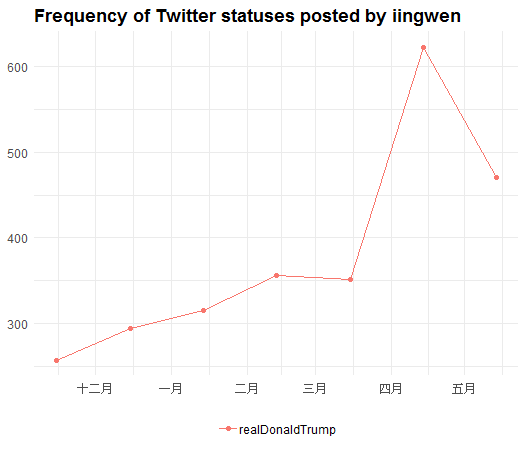 Frequency of Twitter statuses posted by iingwen
600
500
400
300
十二月 一月 二月 三月 四月 五月
realDonaldTrump